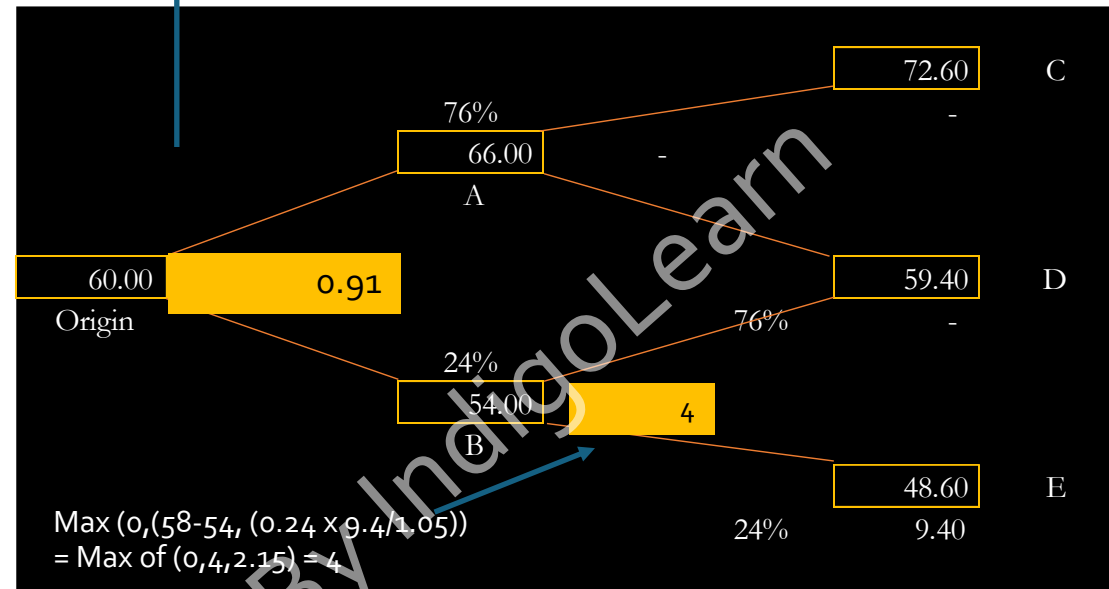 72.60 C
76% -
66.00 -
A
60.00 0.91 59.40 D
Origin 76% -
24%
54.00 4
B
48.60 E
Max (0,(58-54, (0.24 x 9.4/1.05)) 24% 9.40
= Max of (0,4,2.15) = 4
By IndigoLearn